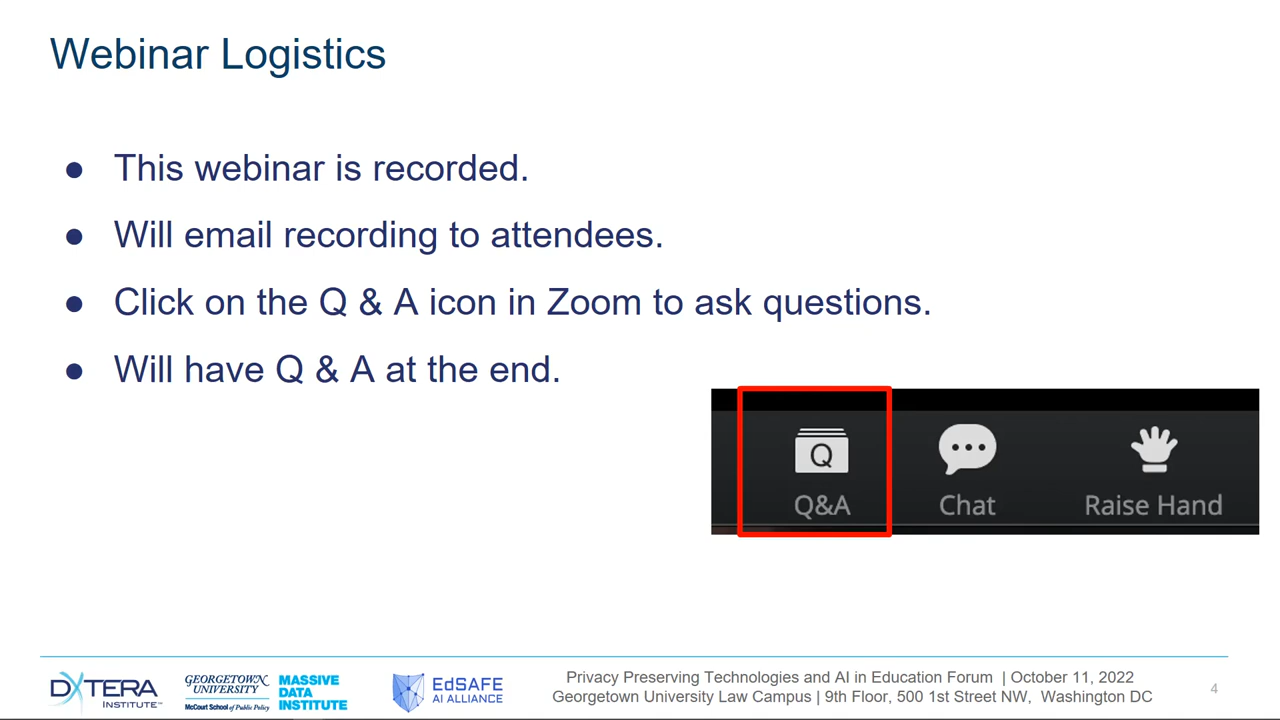 Webinar Logistics
● This webinar is recorded.
● Will email recording to attendees.
● Click on the Q & A icon in Zoom to ask questions.
● Will have Q & A at the end.
Q
Q&A Chat Raise Hand
DXTERA
INSTITUTE™
GEORGETOWN
UNIVERSITY
McCourt School of Public Policy
MASSIVE
DATA
INSTITUTE
EdSAFE
AI ALLIANCE
Privacy Preserving Technologies and AI in Education Forum | October 11, 2022
Georgetown University Law Campus | 9th Floor, 500 1st Street NW, Washington DC
4